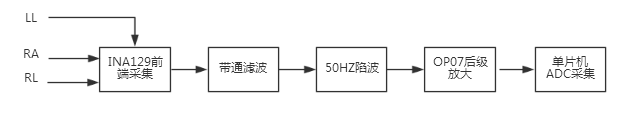 LL
RA
RL
INA129前
端采集
带通滤波
50HZ陷波
OP07后级
放大
单片机
ADC采集